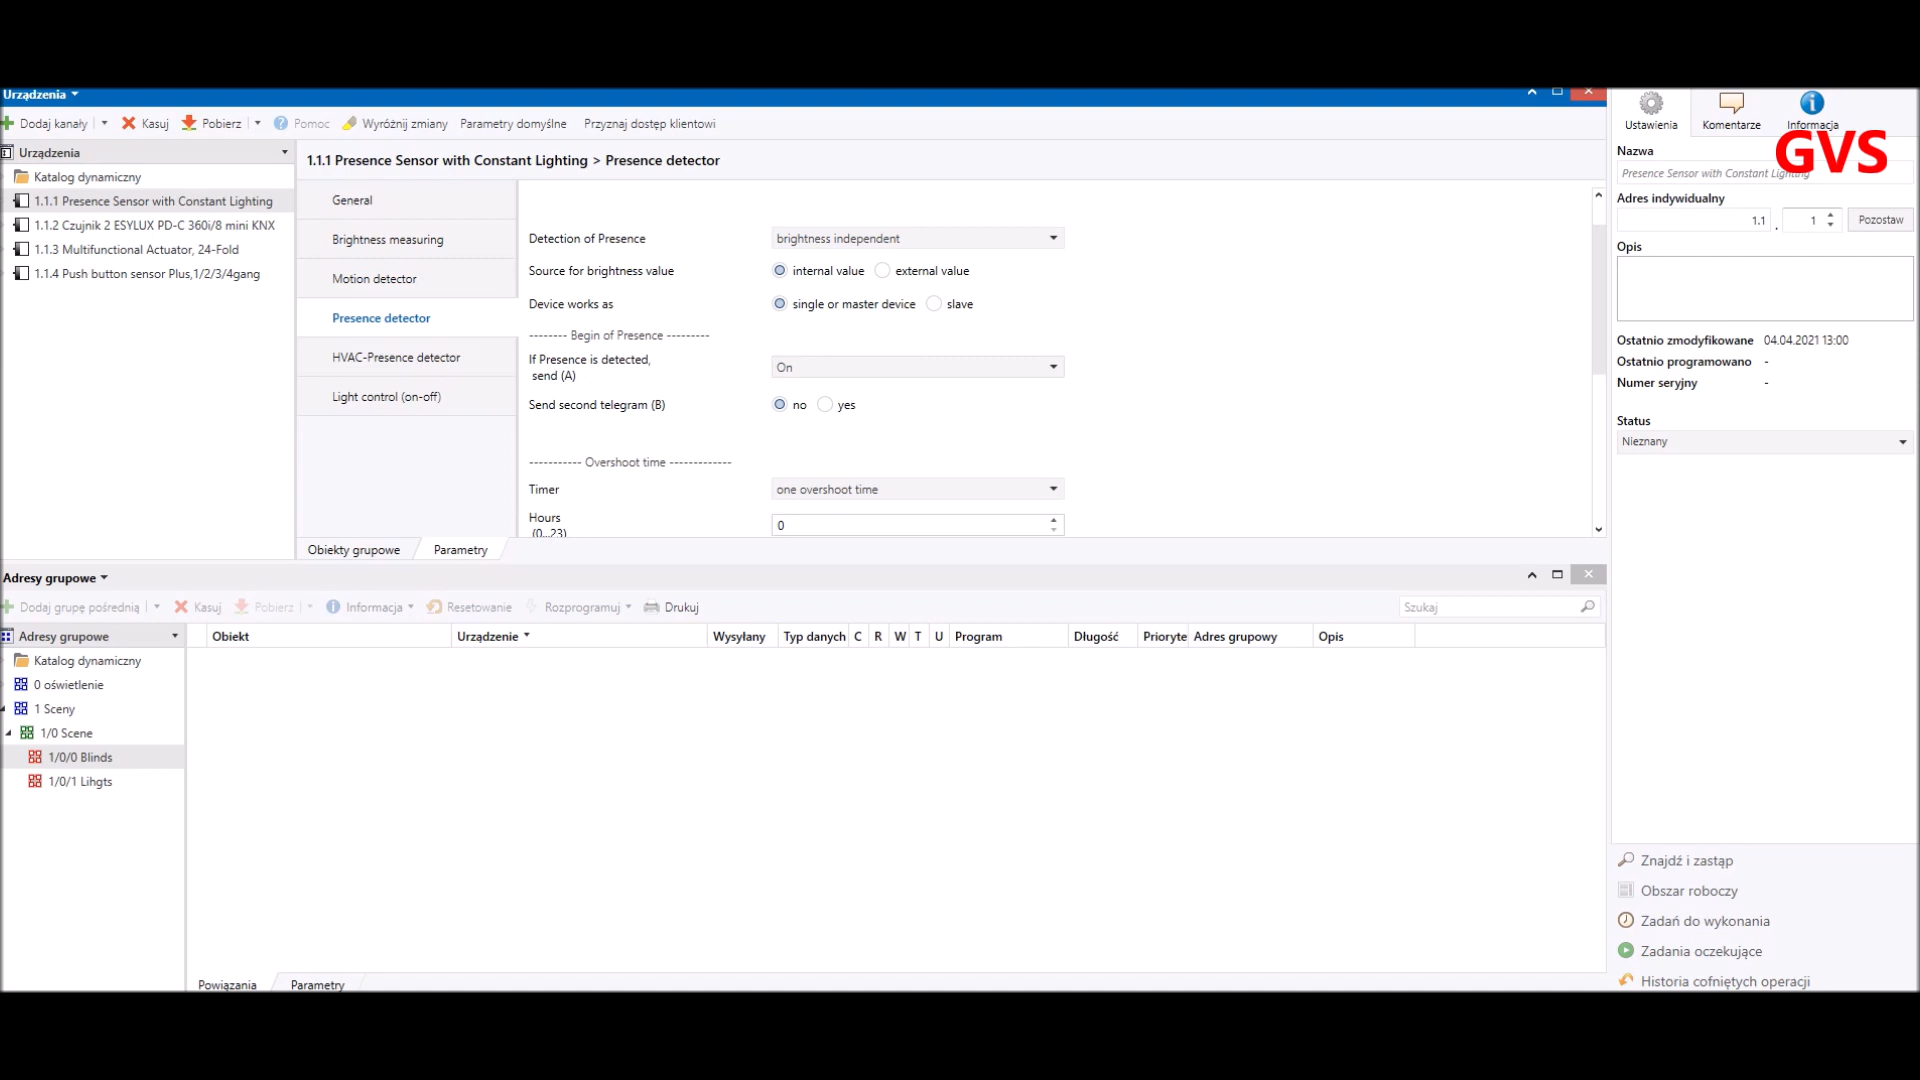 Urządzenia
Dodaj kanały Kasuj Pobierz Pomoc Wyróżnij zmiany Parametry domyślne Przyznaj dostęp klientowi
Urządzenia
Katalog dynamiczny
1.1.1 Presence Sensor with Constant Lighting
1.1.2 Czujnik 2 ESYLUX PD-C 360i/8 mini KNX
1.1.3 Multifunctional Actuator, 24-Fold
1.1.4 Push button sensor Plus,1/2/3/4gang
1.1.1 Presence Sensor with Constant Lighting > Presence detector
General
Brightness measuring
Motion detector
Presence detector
HVAC-Presence detector
Light control (on-off)
Detection of Presence brightness independent
Source for brightness value internal value external value
Device works as single or master device slave
-------- Begin of Presence ---------
If Presence is detected,
send (A) On
Send second telegram (B) no yes
----------- Overshoot time -------------
Timer one overshoot time
Hours
(0...23) 0
Obiekty grupowe Parametry
Adresy grupowe
Dodaj grupę pośrednią Kasuj Pobierz Informacja Resetowanie Rozprogramuj Drukuj Szukaj
Adresy grupowe
Katalog dynamiczny
0 oświetlenie
1 Sceny
1/0 Scene
1/0/0 Blinds
1/0/1 Lihgts
Obiekt Urządzenie Wysyłany Typ danych C R W T U Program Długość Prioryte Adres grupowy Opis
Powiązania Parametry
Ustawienia Komentarze Informacja
GVS
Nazwa
Presence Sensor with Constant Lighting
Adres indywidualny
1.1 . 1 Pozostaw
Opis
Ostatnio zmodyfikowane 04.04.2021 13:00
Ostatnio programowano -
Numer seryjny -
Status
Nieznany
Znajdź i zastąp
Obszar roboczy
Zadań do wykonania
Zadania oczekujące
Historia cofniętych operacji